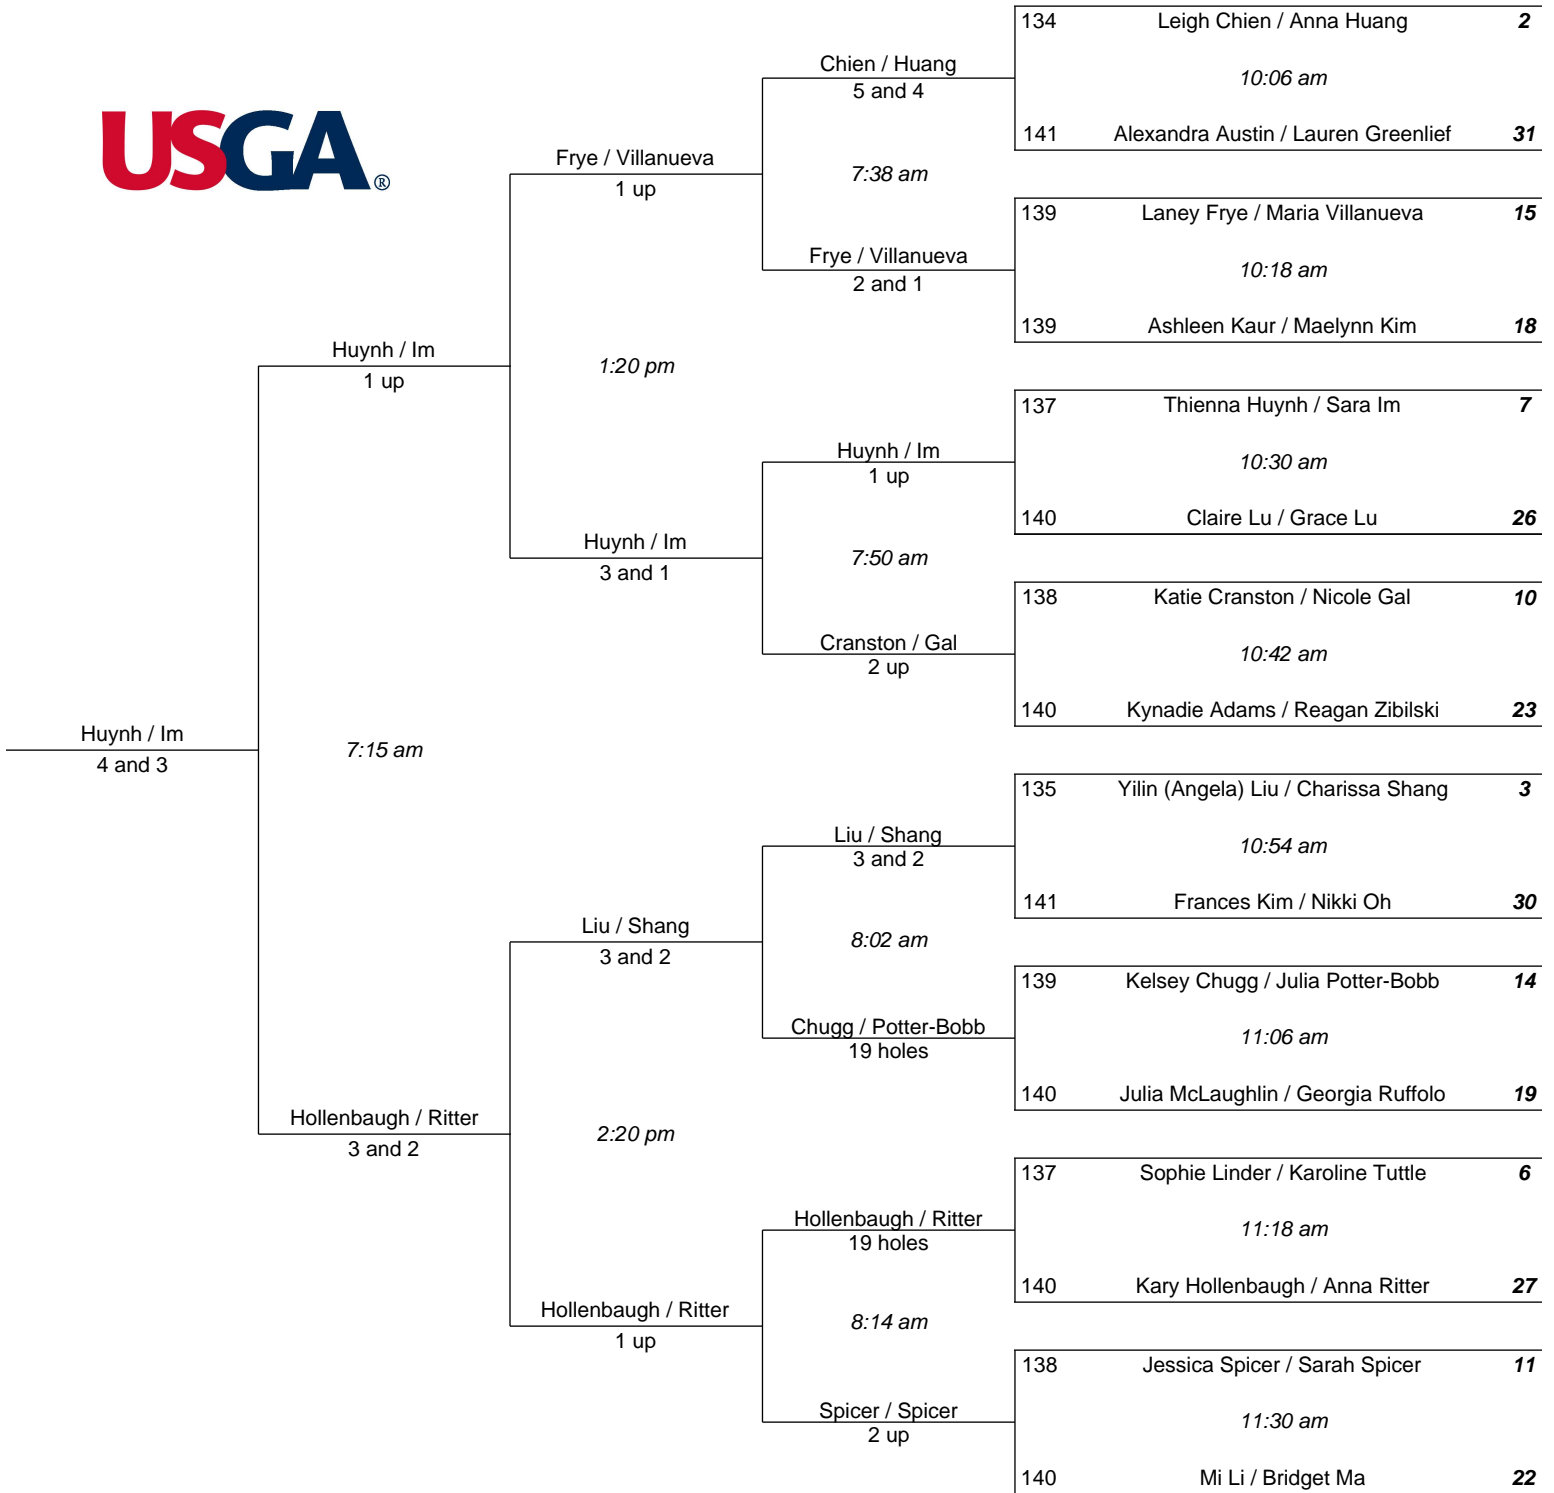 134 Leigh Chien / Anna Huang 2
Chien / Huang
10:06 am
5 and 4
USGA®
141 Alexandra Austin / Lauren Greenlief 31
Frye / Villanueva
7:38 am
1 up
139 Laney Frye / Maria Villanueva 15
Frye / Villanueva
10:18 am
2 and 1
139 Ashleen Kaur / Maelynn Kim 18
Huynh / Im
1:20 pm
1 up
137 Thienna Huynh / Sara Im 7
Huynh / Im
10:30 am
1 up
140 Claire Lu / Grace Lu 26
Huynh / Im
7:50 am
3 and 1
138 Katie Cranston / Nicole Gal 10
Cranston / Gal
10:42 am
2 up
140 Kynadie Adams / Reagan Zibilski 23
Huynh / Im
7:15 am
4 and 3
135 Yilin (Angela) Liu / Charissa Shang 3
Liu / Shang
10:54 am
3 and 2
141 Frances Kim / Nikki Oh 30
Liu / Shang
8:02 am
3 and 2
139 Kelsey Chugg / Julia Potter-Bobb 14
Chugg / Potter-Bobb
11:06 am
19 holes
140 Julia McLaughlin / Georgia Ruffolo 19
Hollenbaugh / Ritter
2:20 pm
3 and 2
137 Sophie Linder / Karoline Tuttle 6
Hollenbaugh / Ritter
11:18 am
19 holes
140 Kary Hollenbaugh / Anna Ritter 27
Hollenbaugh / Ritter
8:14 am
1 up
138 Jessica Spicer / Sarah Spicer 11
Spicer / Spicer
11:30 am
2 up
140 Mi Li / Bridget Ma 22